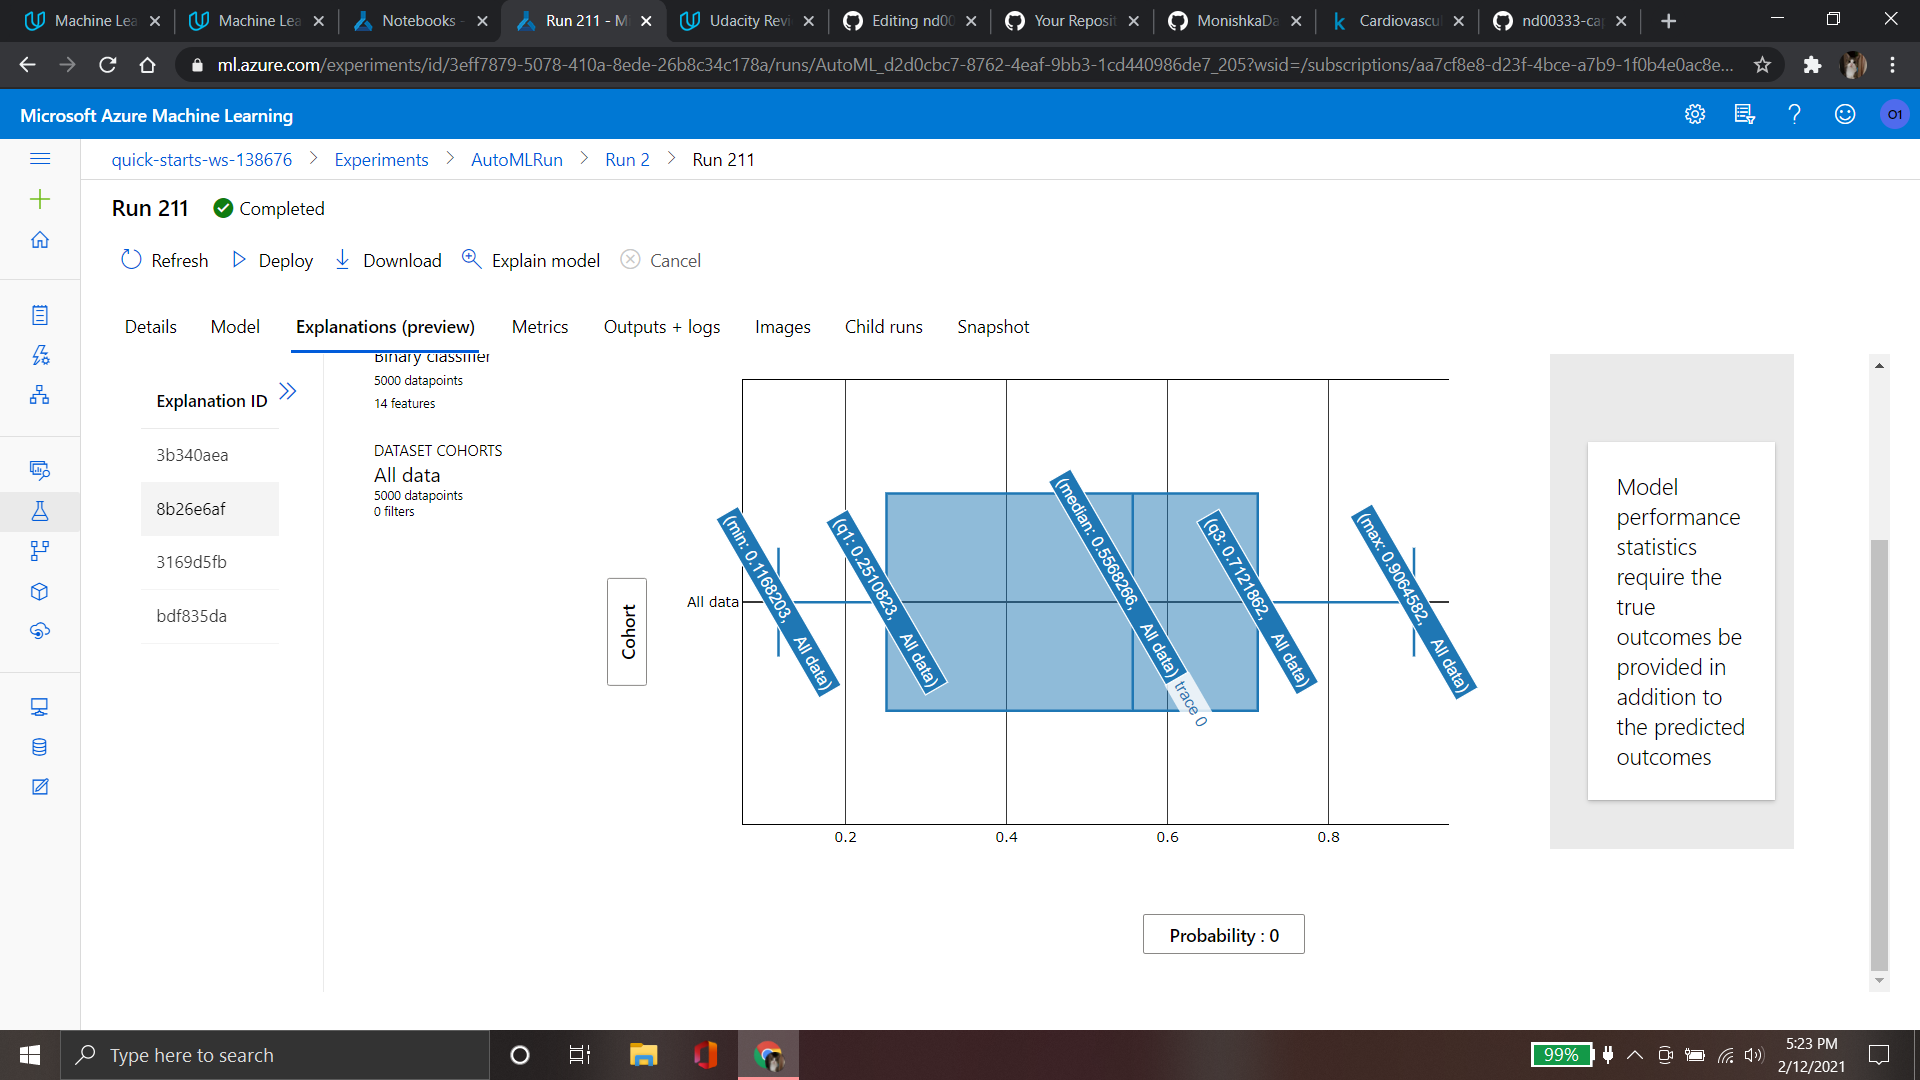 Machine Lea
Machine Lea
Notebooks -
Run 211 - M
Udacity Revi
Editing nd00
Your Reposit
MonishkaDa
Cardiovascul
nd00333-ca
ml.azure.com/experiments/id/3eff7879-5078-410a-8ede-26b8c34c178a/runs/AutoML_d2d0cbc7-8762-4eaf-9bb3-1cd440986de7_205?wsid=/subscriptions/aa7cf8e8-d23f-4bce-a7b9-1f0b4e0ac8e...
Microsoft Azure Machine Learning
O1
quick-starts-ws-138676 > Experiments > AutoMLRun > Run 2 > Run 211
Run 211 Completed
Refresh Deploy Download Explain model Cancel
Details Model Explanations (preview) Metrics Outputs + logs Images Child runs Snapshot
Explanation ID
3b340aea
8b26e6af
3169d5fb
bdf835da
Binary classifier
5000 datapoints
14 features
DATASET COHORTS
All data
5000 datapoints
0 filters
Cohort
All data
(min: 0.1168203, All data)
(q1: 0.2510823, All data)
(median: 0.5568266, All data) trace 0
(q3: 0.7121862, All data)
(max: 0.9064582, All data)
0.2 0.4 0.6 0.8
Probability : 0
Model
performance
statistics
require the
true
outcomes be
provided in
addition to
the predicted
outcomes
Type here to search
99%
5:23 PM
2/12/2021